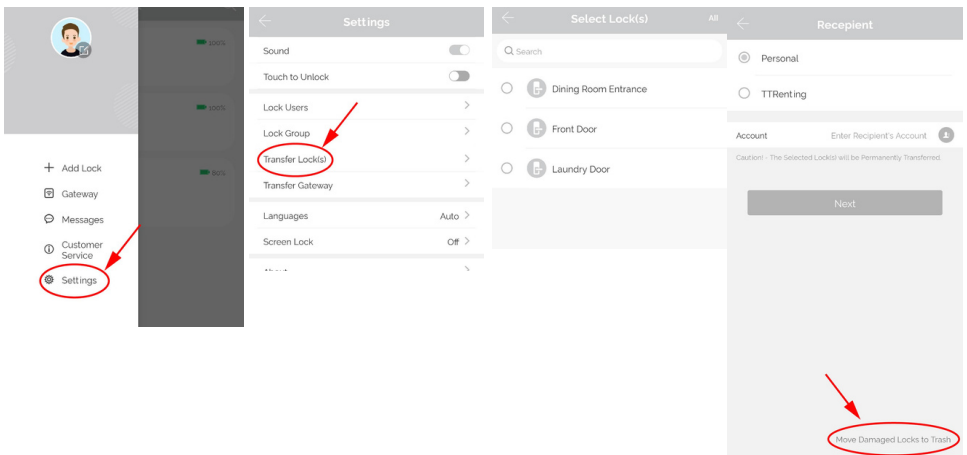 100%
100%
80%
Add Lock
Gateway
Messages
Customer
Service
Settings
Settings
Sound
Touch to Unlock
Lock Users
Lock Group
Transfer Lock(s)
Transfer Gateway
Languages Auto
Screen Lock Off
About
Select Lock(s) All
Search
Dining Room Entrance
Front Door
Laundry Door
Recepient
Personal
TTRenting
Account Enter Recipient's Account
Caution! - The Selected Lock(s) will be Permanently Transferred.
Next
Move Damaged Locks to Trash